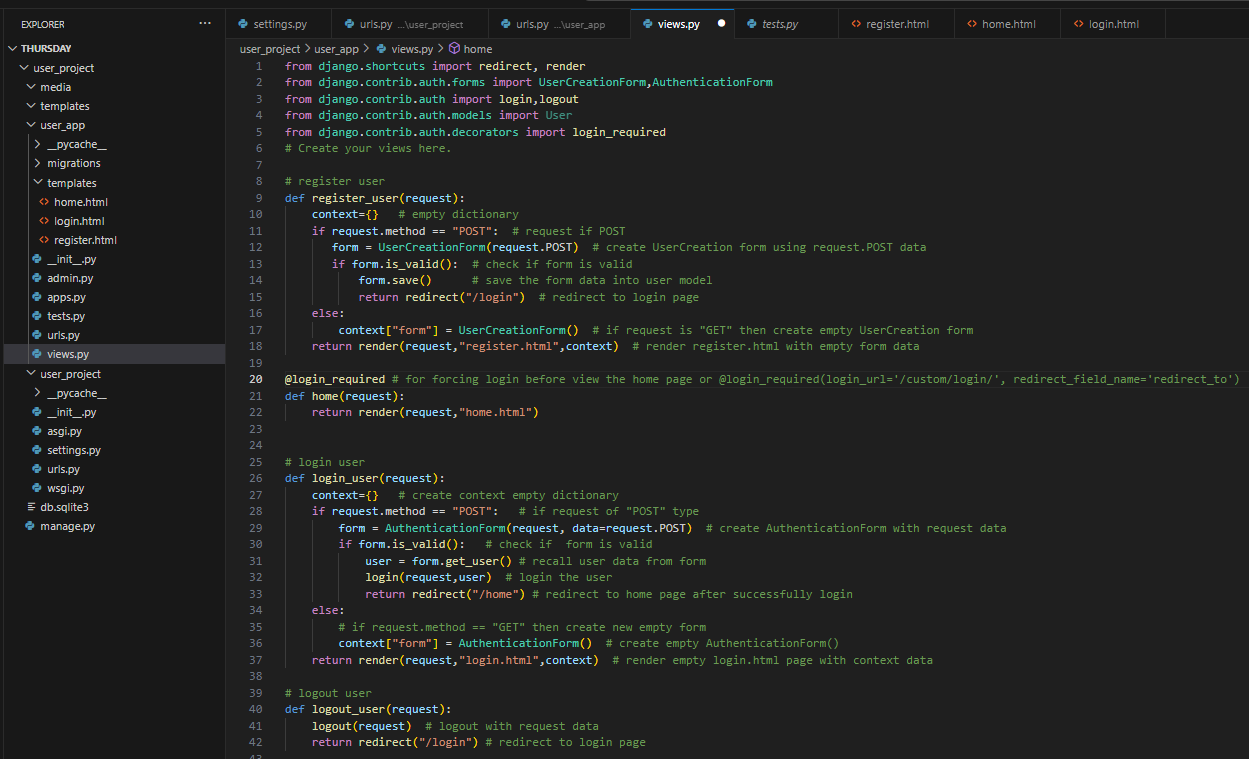 EXPLORER ...
THURSDAY
user_project
media
templates
user_app
__pycache__
migrations
templates
home.html
login.html
register.html
__init__.py
admin.py
apps.py
tests.py
urls.py
views.py
user_project
__pycache__
__init__.py
asgi.py
settings.py
urls.py
wsgi.py
db.sqlite3
manage.py
settings.py urls.py ...\user_project urls.py ...\user_app views.py tests.py register.html home.html login.html
user_project > user_app > views.py > home
1 from django.shortcuts import redirect, render
2 from django.contrib.auth.forms import UserCreationForm,AuthenticationForm
3 from django.contrib.auth import login,logout
4 from django.contrib.auth.models import User
5 from django.contrib.auth.decorators import login_required
6 # Create your views here.
7
8 # register user
9 def register_user(request):
10     context={}   # empty dictionary
11     if request.method == "POST":  # request if POST
12        form = UserCreationForm(request.POST)  # create UserCreation form using request.POST data
13        if form.is_valid():  # check if form is valid
14            form.save()      # save the form data into user model
15            return redirect("/login")  # redirect to login page
16     else:
17         context["form"] = UserCreationForm()  # if request is "GET" then create empty UserCreation form
18     return render(request,"register.html",context)  # render register.html with empty form data
19
20 @login_required # for forcing login before view the home page or @login_required(login_url='/custom/login/', redirect_field_name='redirect_to')
21 def home(request):
22     return render(request,"home.html")
23
24
25 # login user
26 def login_user(request):
27     context={}   # create context empty dictionary
28     if request.method == "POST":   # if request of "POST" type
29         form = AuthenticationForm(request, data=request.POST)  # create AuthenticationForm with request data
30         if form.is_valid():   # check if  form is valid
31             user = form.get_user() # recall user data from form
32             login(request,user)  # login the user
33             return redirect("/home") # redirect to home page after successfully login
34     else:
35         # if request.method == "GET" then create new empty form
36         context["form"] = AuthenticationForm()  # create empty AuthenticationForm()
37     return render(request,"login.html",context)  # render empty login.html page with context data
38
39 # logout user
40 def logout_user(request):
41     logout(request)  # logout with request data
42     return redirect("/login") # redirect to login page
43